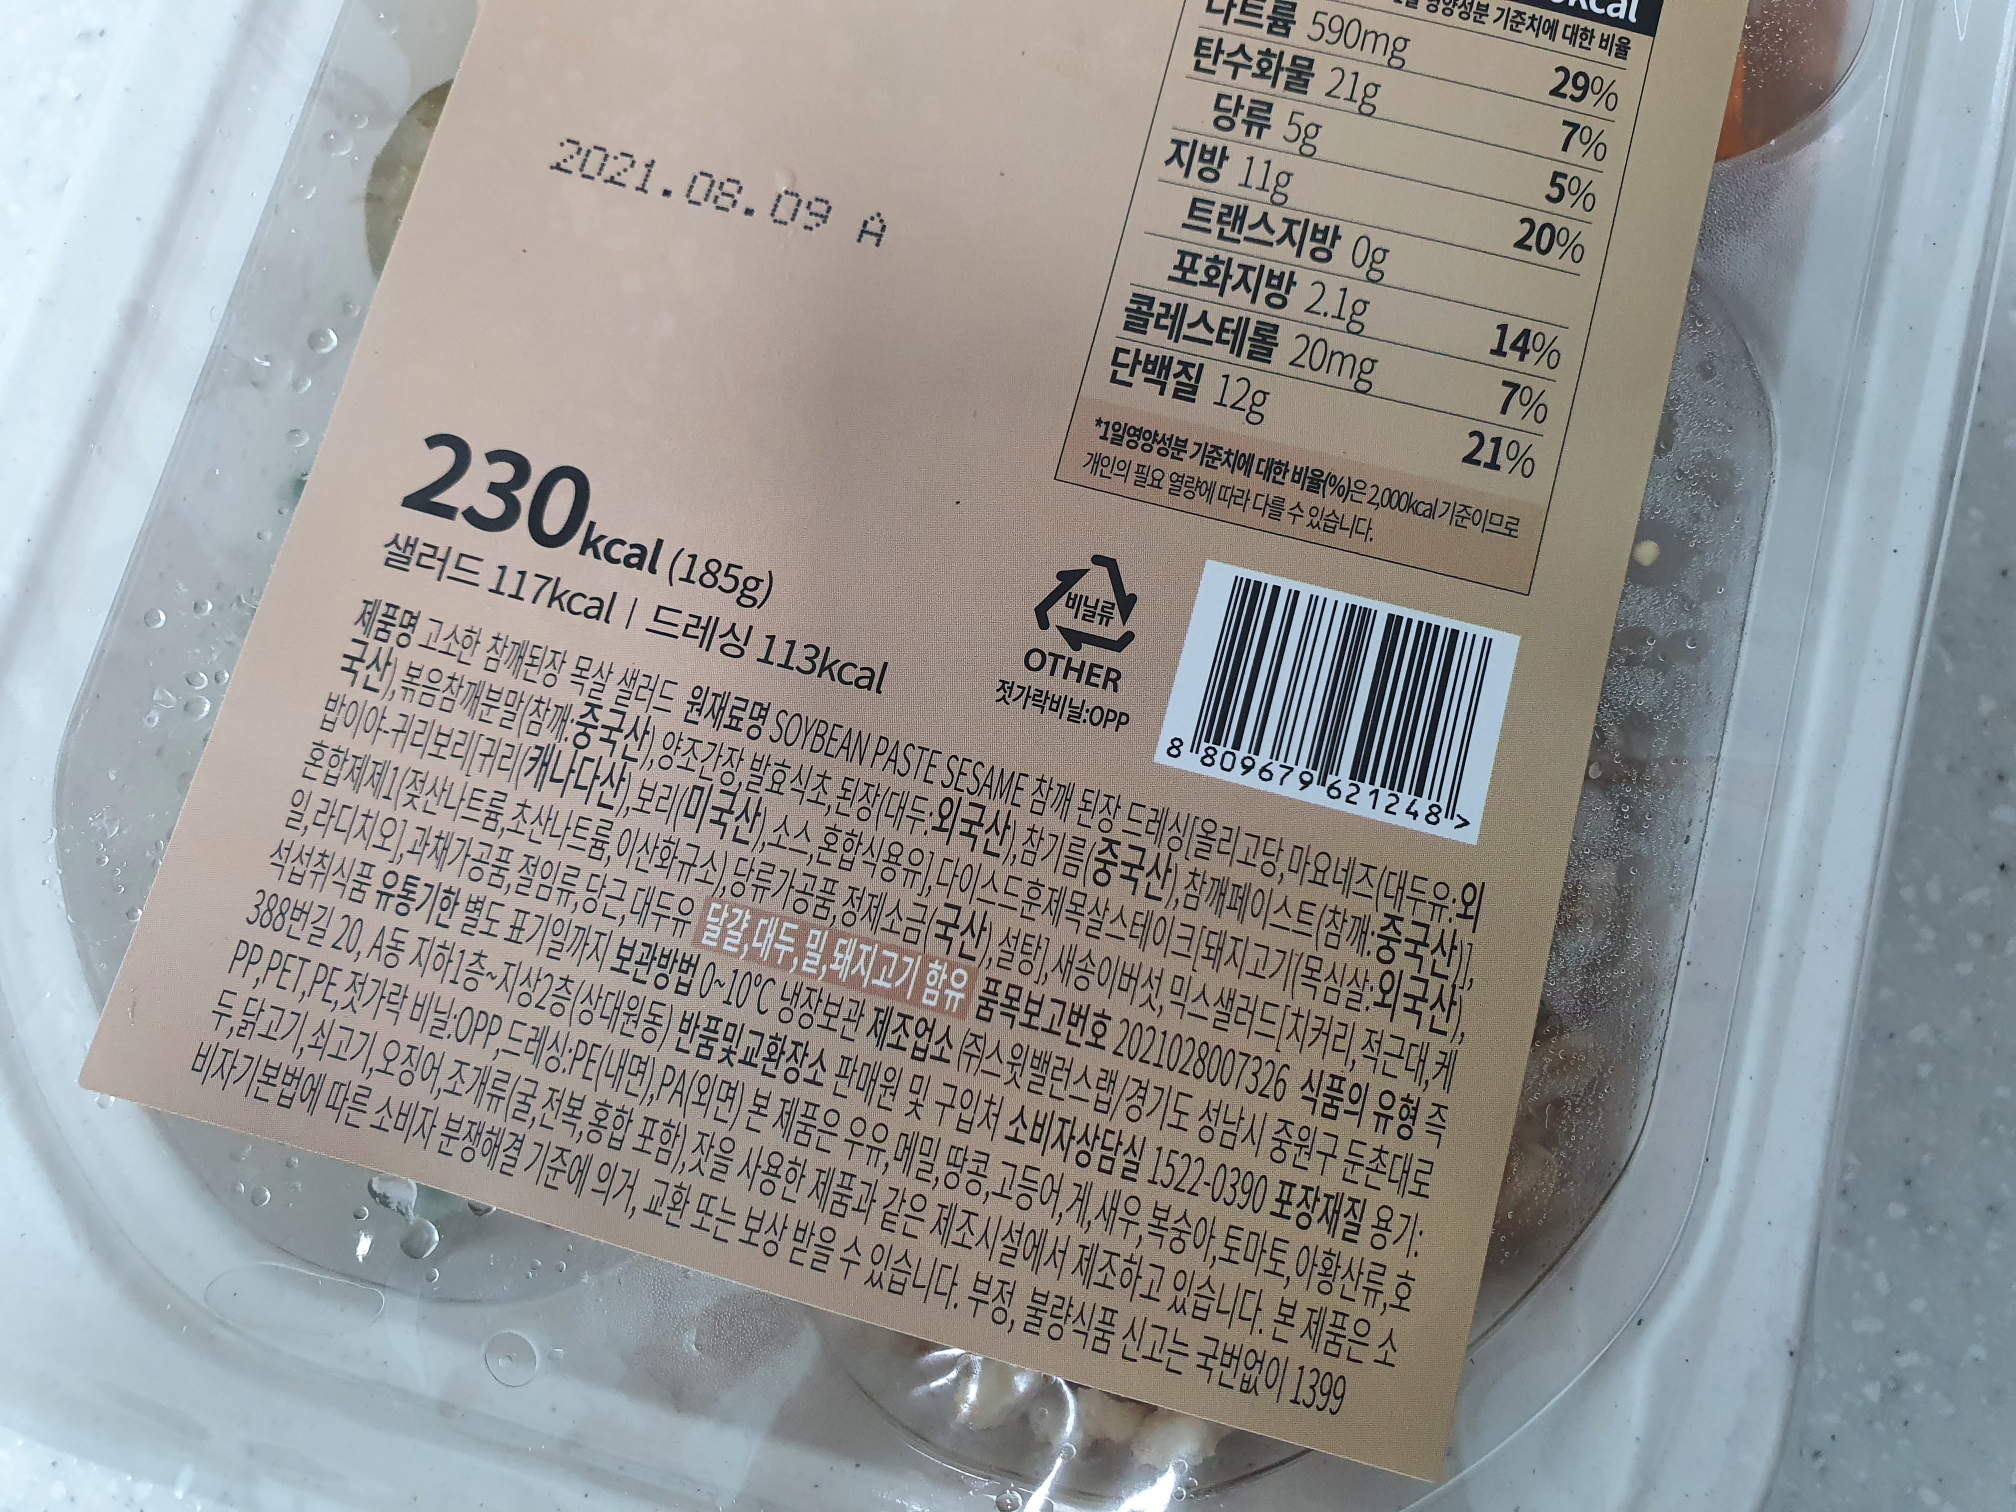 kcal
1일 영양성분 기준치에 대한 비율
나트륨 590mg 29%
탄수화물 21g 7%
당류 5g 5%
지방 11g 20%
트랜스지방 0g
포화지방 2.1g 14%
콜레스테롤 20mg 7%
단백질 12g 21%
*1일영양성분 기준치에 대한 비율(%)은 2,000kcal 기준이므로
개인의 필요 열량에 따라 다를 수 있습니다.
2021.08.09 A
230kcal (185g)
샐러드 117kcal | 드레싱 113kcal
비닐류
OTHER
젓가락비닐:OPP
8 809679 621248 >
제품명 고소한 참깨된장 목살 샐러드 원재료명 SOYBEAN PASTE SESAME 참깨 된장 드레싱[올리고당,마요네즈(대두유:외
국산),볶음참깨분말(참깨:중국산),양조간장,발효식초,된장(대두:외국산),참기름(중국산),참깨페이스트(참깨:중국산)],
밥이야-귀리보리[귀리(캐나다산),보리(미국산),소스,혼합식용유],다이스드훈제목살스테이크[돼지고기(목심살:외국산),
혼합제제1(젖산나트륨,초산나트륨,이산화규소),당류가공품,정제소금(국산),설탕],새송이버섯,믹스샐러드[치커리,적근대,케
일,라디치오],과채가공품,절임류,당근,대두유 달걀,대두,밀,돼지고기 함유 품목보고번호 2021028007326 식품의 유형 즉
석섭취식품 유통기한 별도 표기일까지 보관방법 0~10℃ 냉장보관 제조업소 (주)스윗밸런스랩/경기도 성남시 중원구 둔촌대로
388번길 20, A동 지하1층~지상2층(상대원동) 반품및교환장소 판매원 및 구입처 소비자상담실 1522-0390 포장재질 용기:
PP,PET,PE,젓가락 비닐:OPP,드레싱:PE(내면),PA(외면) 본 제품은 우유,메밀,땅콩,고등어,게,새우,복숭아,토마토,아황산류,호
두,닭고기,쇠고기,오징어,조개류(굴,전복,홍합 포함),잣을 사용한 제품과 같은 제조시설에서 제조하고 있습니다. 본 제품은 소
비자기본법에 따른 소비자 분쟁해결 기준에 의거, 교환 또는 보상 받을 수 있습니다. 부정, 불량식품 신고는 국번없이 1399